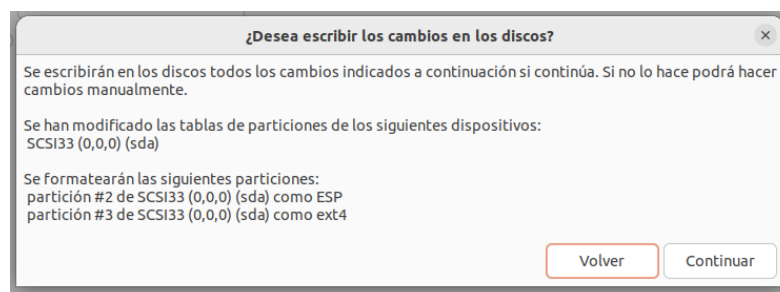 ¿Desea escribir los cambios en los discos?
Se escribirán en los discos todos los cambios indicados a continuación si continúa. Si no lo hace podrá hacer
cambios manualmente.
Se han modificado las tablas de particiones de los siguientes dispositivos:
SCSI33 (0,0,0) (sda)
Se formatearán las siguientes particiones:
partición #2 de SCSI33 (0,0,0) (sda) como ESP
partición #3 de SCSI33 (0,0,0) (sda) como ext4
Volver Continuar